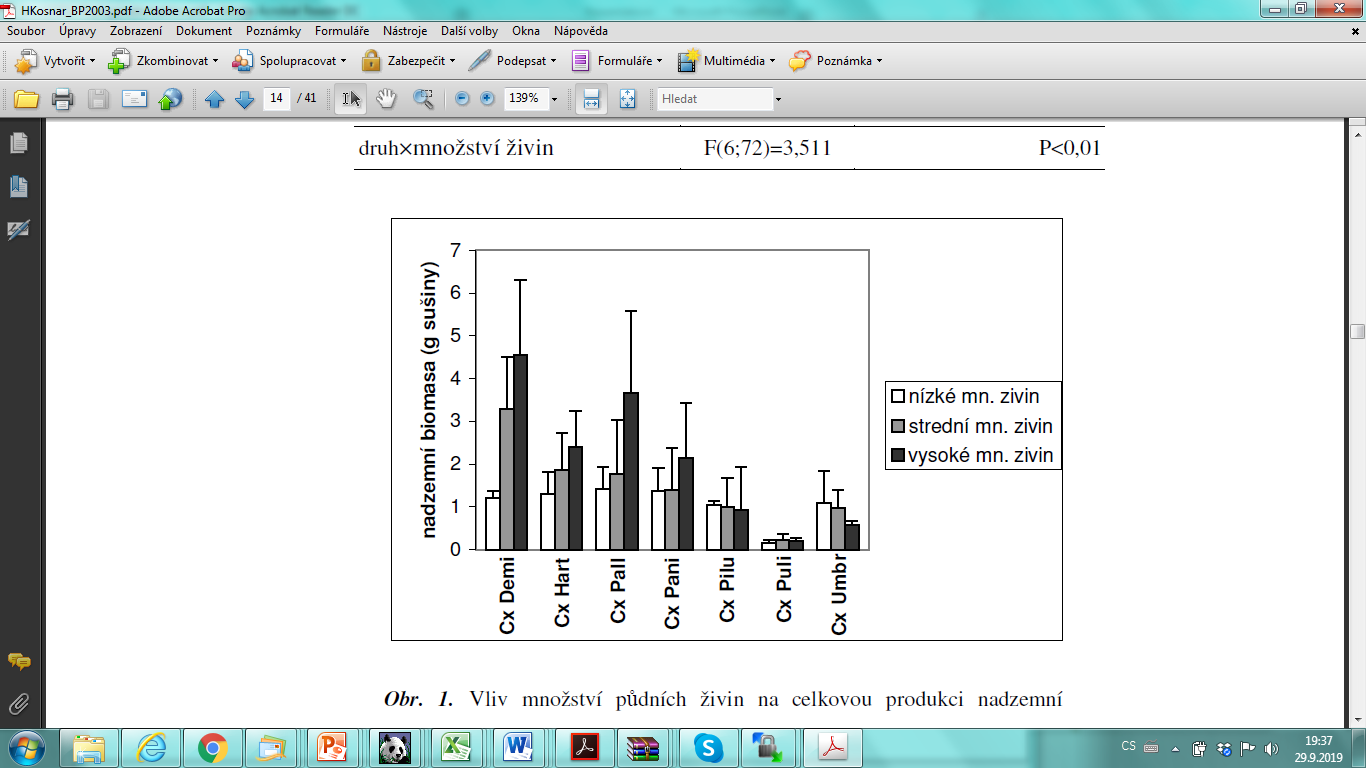 HKosnar_BP2003.pdf - Adobe Acrobat Pro
Soubor Úpravy Zobrazení Dokument Poznámky Formuláře Nástroje Další volby Okna Nápověda
Vytvořit Zkombinovat Spolupracovat Zabezpečit Podepsat Formuláře Multimédia Poznámka
14 / 41 139% Hledat
druh×množství živin F(6;72)=3,511 P<0,01
nadzemní biomasa (g sušiny)
7
6
5
4
3
2
1
0
Cx Demi
Cx Hart
Cx Pall
Cx Pani
Cx Pilu
Cx Puli
Cx Umbr
nízké mn. zivin
strední mn. zivin
vysoké mn. zivin
Obr. 1. Vliv množství půdních živin na celkovou produkci nadzemní
CS 19:37
29.9.2019